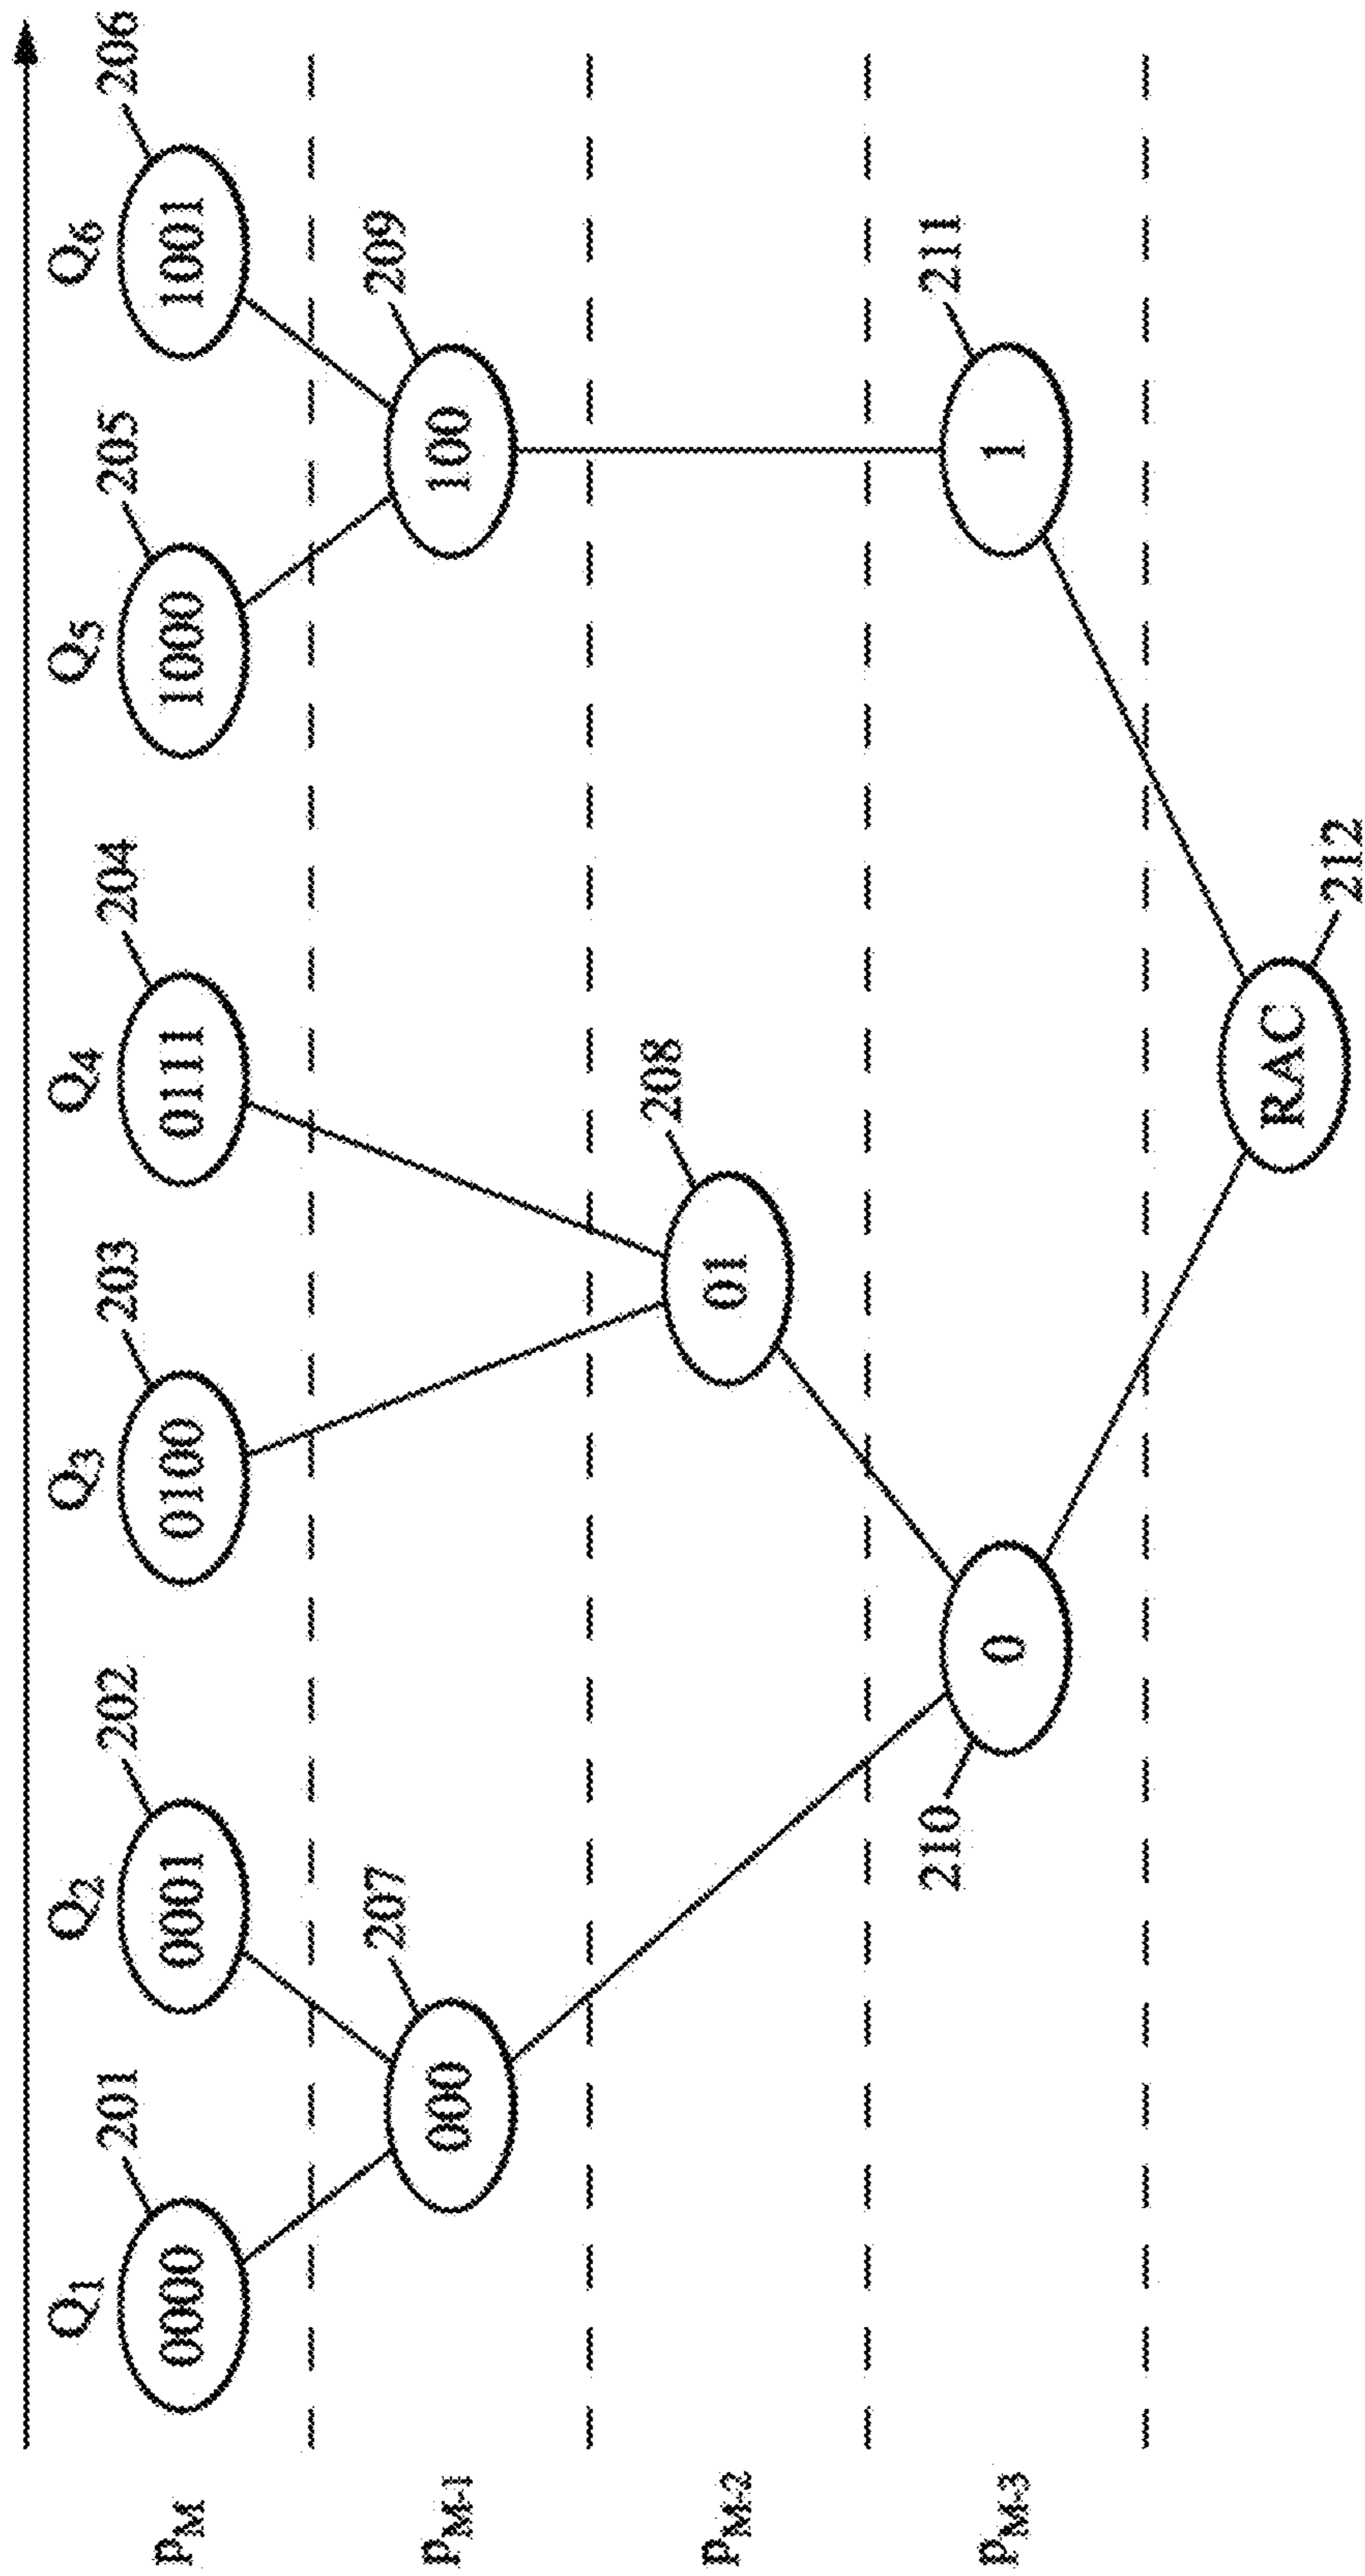 Q1 Q2 Q3 Q4 Q5 Q6
201 202 203 204 205 206
PM 0000 0001 0100 0111 1000 1001
207 209
PM-1 000 100
208
PM-2 01
210 211
PM-3 0 1
RAC
212